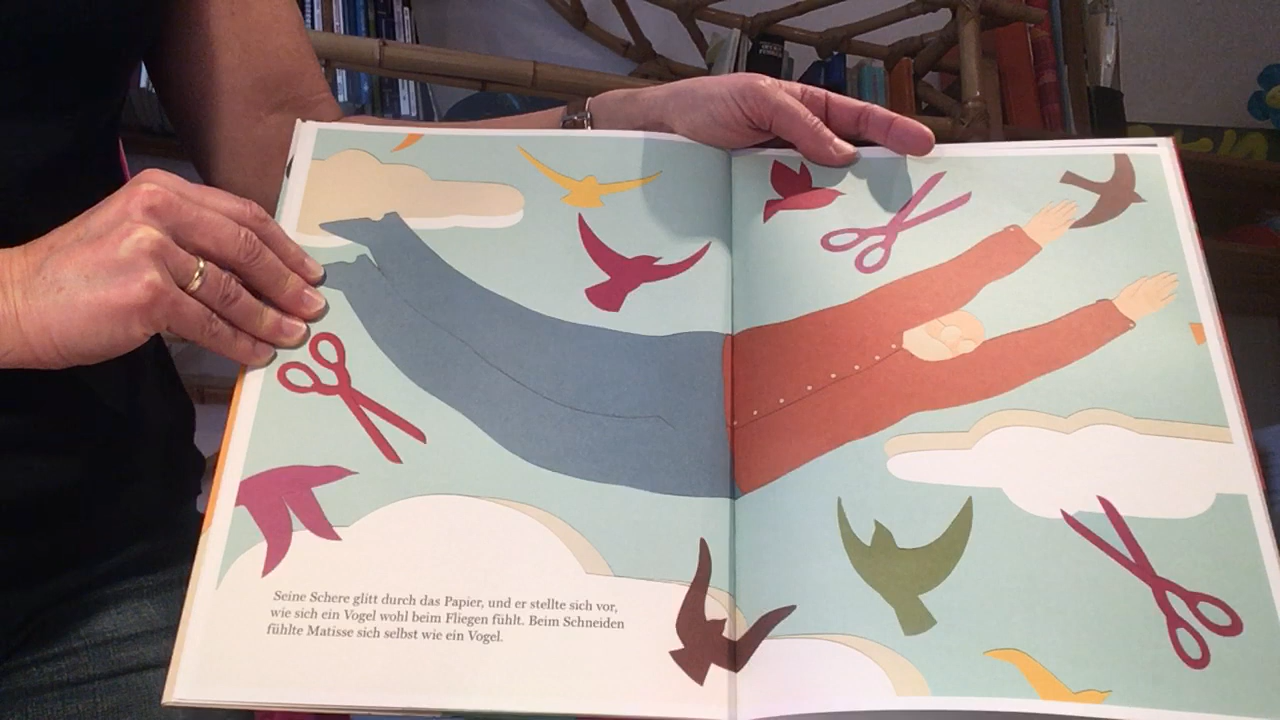 Seine Schere glitt durch das Papier, und er stellte sich vor,
wie sich ein Vogel wohl beim Fliegen fühlt. Beim Schneiden
fühlte Matisse sich selbst wie ein Vogel.